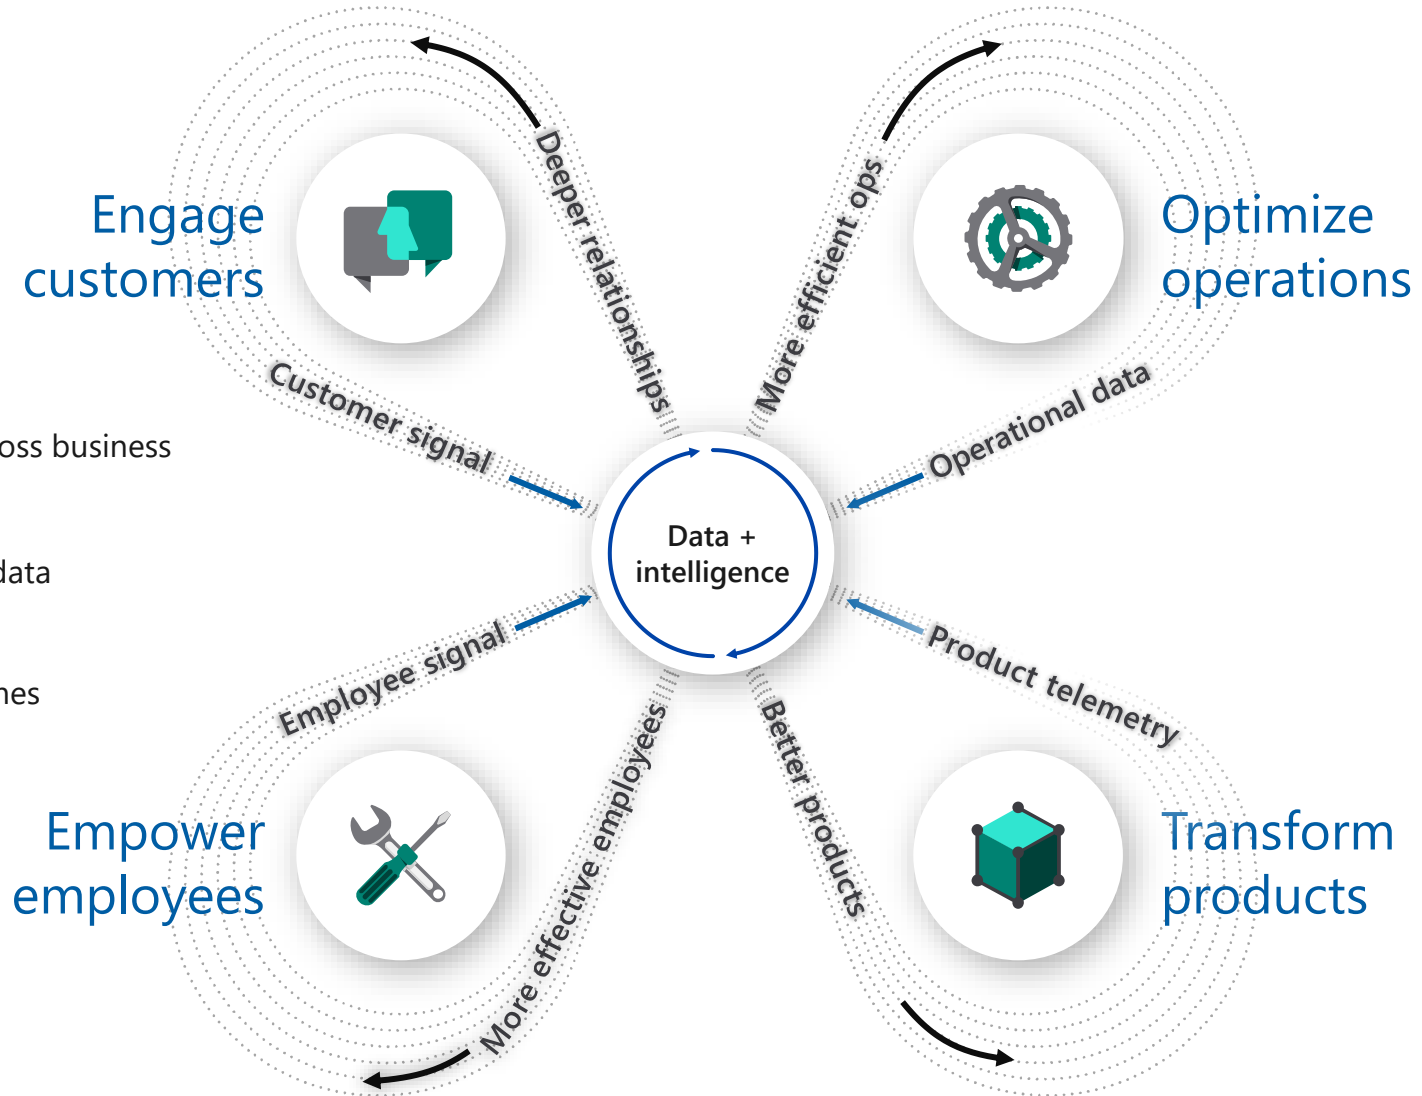 Engage
customers
Deeper relationships
Customer signal
More efficient ops
Optimize
operations
Operational data
oss business
data
nes
Data +
intelligence
Employee signal
Empower
employees
More effective employees
Product telemetry
Better products
Transform
products